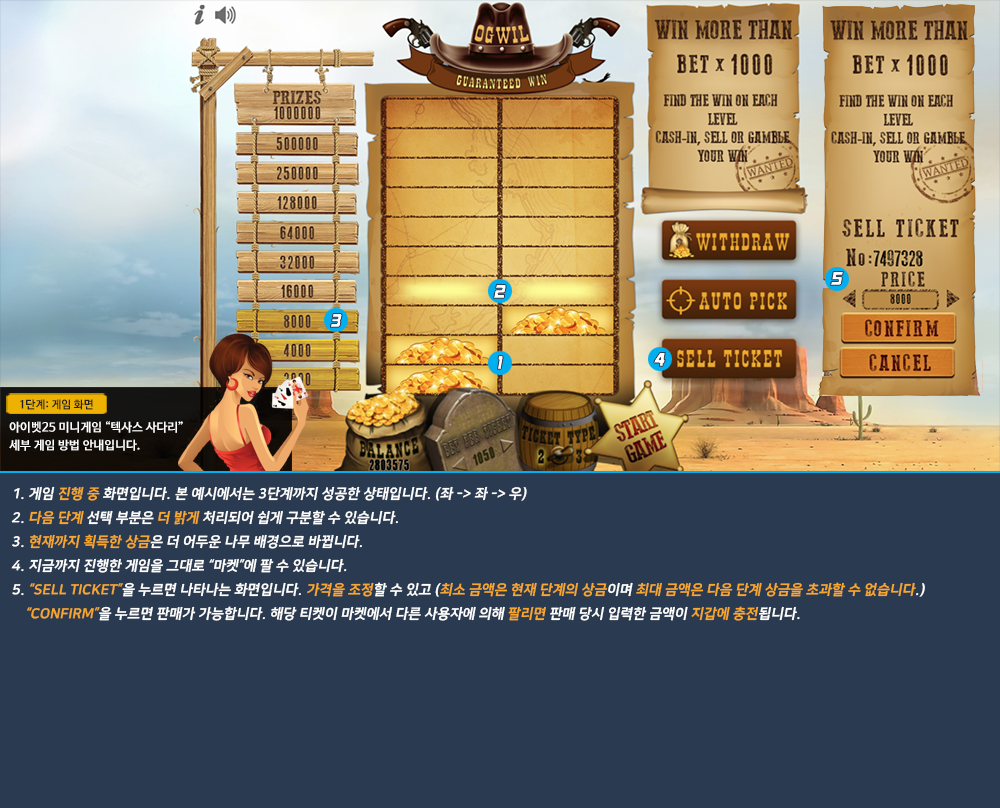 OGWIL
GUARANTEED WIN
PRIZES
1000000
500000
250000
128000
64000
32000
16000
8000
3
4000
2
1
WIN MORE THAN
BET x 1000
FIND THE WIN ON EACH
LEVEL
CASH-IN, SELL OR GAMBLE
YOUR WIN
WANTED
WITHDRAW
AUTO PICK
4
SELL TICKET
WIN MORE THAN
BET x 1000
FIND THE WIN ON EACH
LEVEL
CASH-IN, SELL OR GAMBLE
YOUR WIN
WANTED
SELL TICKET
No:7497328
5
PRICE
8000
CONFIRM
CANCEL
BALANCE
2803575
BET PER TICKET
1050
TICKET TYPE
2
3
START
GAME
1단계: 게임 화면
아이벳25 미니게임 “텍사스 사다리”
세부 게임 방법 안내입니다.
1. 게임 진행 중 화면입니다. 본 예시에서는 3단계까지 성공한 상태입니다. (좌 -> 좌 -> 우)
2. 다음 단계 선택 부분은 더 밝게 처리되어 쉽게 구분할 수 있습니다.
3. 현재까지 획득한 상금은 더 어두운 나무 배경으로 바뀝니다.
4. 지금까지 진행한 게임을 그대로 “마켓”에 팔 수 있습니다.
5. “SELL TICKET”을 누르면 나타나는 화면입니다. 가격을 조정할 수 있고 (최소 금액은 현재 단계의 상금이며 최대 금액은 다음 단계 상금을 초과할 수 없습니다.)
“CONFIRM”을 누르면 판매가 가능합니다. 해당 티켓이 마켓에서 다른 사용자에 의해 팔리면 판매 당시 입력한 금액이 지갑에 충전됩니다.